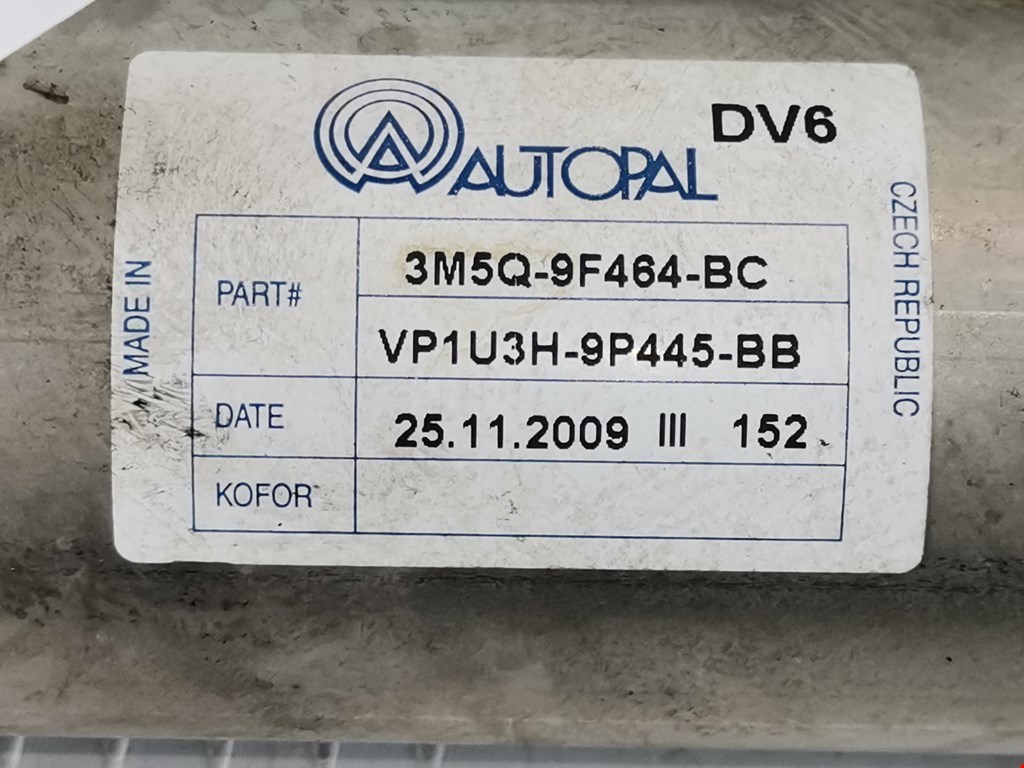 AUTOPAL
DV6
MADE IN
CZECH REPUBLIC
PART#
3M5Q-9F464-BC
VP1U3H-9P445-BB
DATE
25.11.2009 III 152
KOFOR